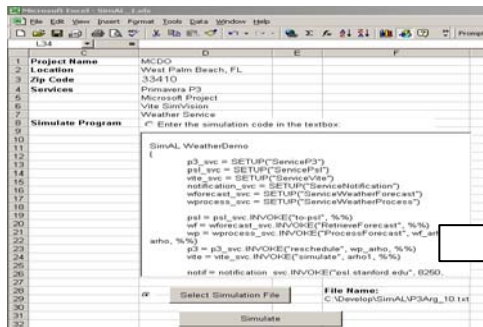 Microsoft Excel - SimAL_1.xls
File Edit View Insert Format Tools Data Window Help
Prompt
L34
C D E F
1 Project Name MCDO
2 Location West Palm Beach, FL
3 Zip Code 33410
4 Services Primavera P3
5 Microsoft Project
6 Vite SimVision
7 Weather Service
8 Simulate Program Enter the simulation code in the textbox:
9
10
11 SimAL WeatherDemo
12 {
13 p3_svc = SETUP("ServiceP3")
14 psl_svc = SETUP("ServicePsl")
15 vite_svc = SETUP("ServiceVite")
16 notification_svc = SETUP("ServiceNotification")
17 wforecast_svc = SETUP("ServiceWeatherForecast")
18 wprocess_svc = SETUP("ServiceWeatherProcess")
19
20 psl = psl_svc.INVOKE("to-psl", %%)
21 wf = wforecast_svc.INVOKE("RetrieveForecast", %%)
22 wp = wprocess_svc.INVOKE("ProcessForecast", wf_arho,
23 arho, %%)
24 p3 = p3_svc.INVOKE("reschedule", wp_arho, %%)
25 vite = vite_svc.INVOKE("simulate", arho1, %%)
26 notif = notification_svc.INVOKE("psl.stanford.edu", 8250,
27
28 File Name:
29 Select Simulation File C:\Develop\SimAL\P3Arg_10.txt
30
31 Simulate
32